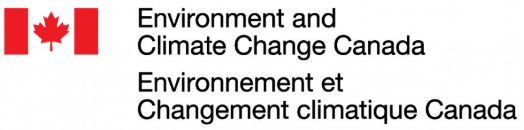 Environment and
Climate Change Canada
Environnement et
Changement climatique Canada